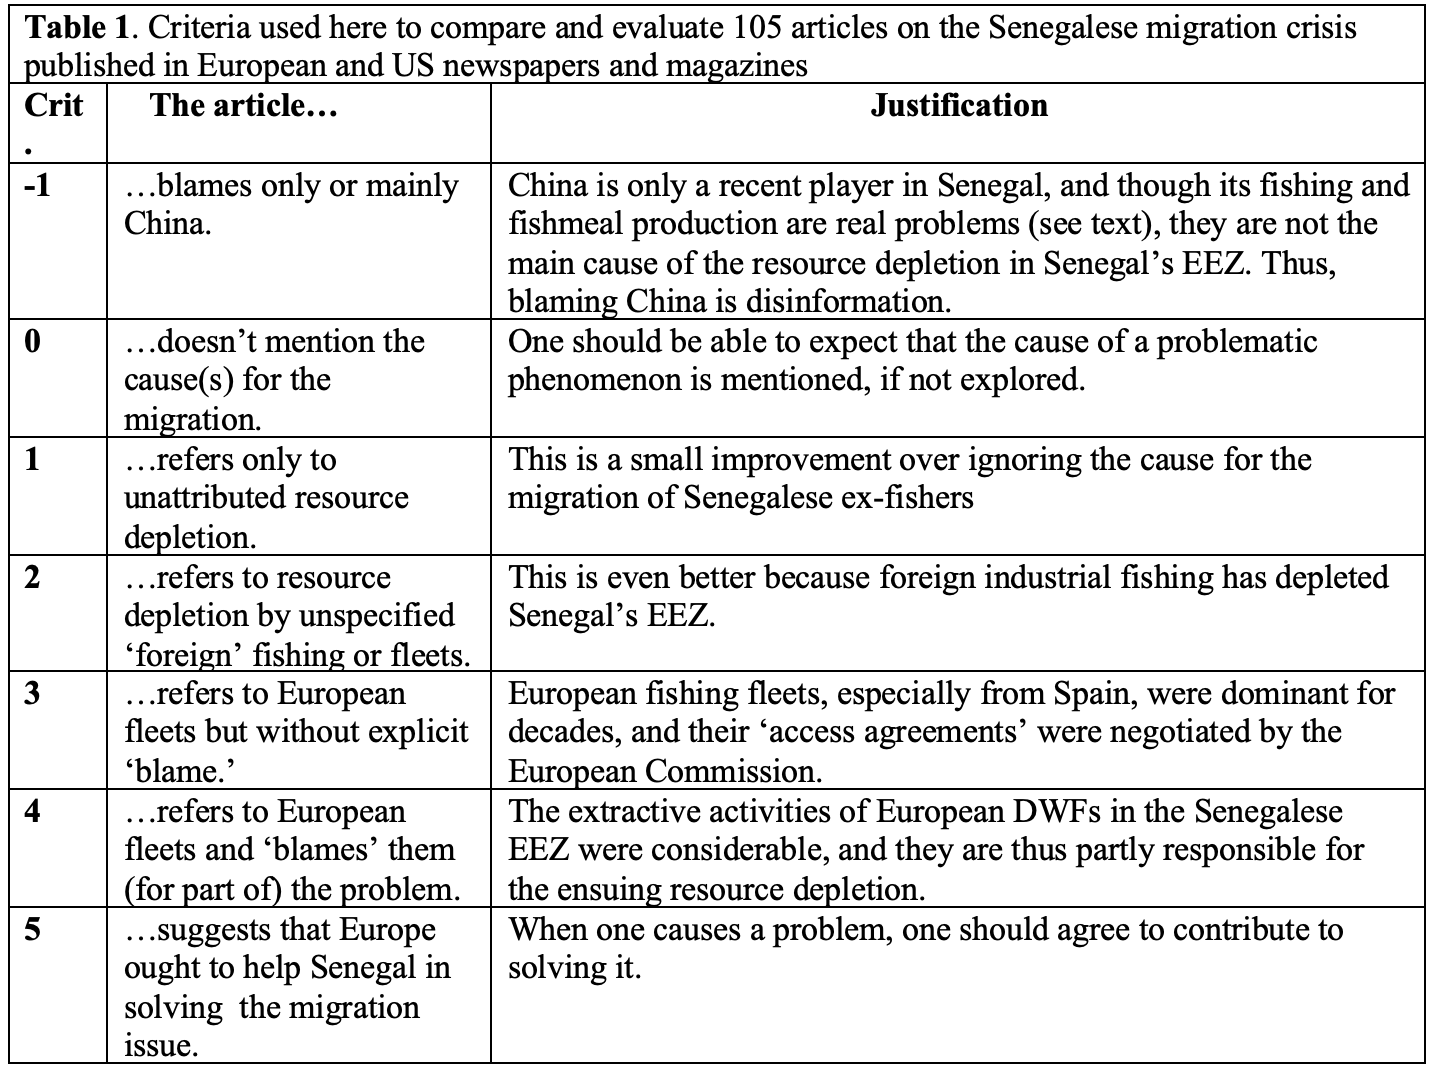 Table 1. Criteria used here to compare and evaluate 105 articles on the Senegalese migration crisis
published in European and US newspapers and magazines
Crit
.
The article…
Justification
-1
…blames only or mainly
China.
China is only a recent player in Senegal, and though its fishing and
fishmeal production are real problems (see text), they are not the
main cause of the resource depletion in Senegal’s EEZ. Thus,
blaming China is disinformation.
0
…doesn’t mention the
cause(s) for the
migration.
One should be able to expect that the cause of a problematic
phenomenon is mentioned, if not explored.
1
…refers only to
unattributed resource
depletion.
This is a small improvement over ignoring the cause for the
migration of Senegalese ex-fishers
2
…refers to resource
depletion by unspecified
‘foreign’ fishing or fleets.
This is even better because foreign industrial fishing has depleted
Senegal’s EEZ.
3
…refers to European
fleets but without explicit
‘blame.’
European fishing fleets, especially from Spain, were dominant for
decades, and their ‘access agreements’ were negotiated by the
European Commission.
4
…refers to European
fleets and ‘blames’ them
(for part of) the problem.
The extractive activities of European DWFs in the Senegalese
EEZ were considerable, and they are thus partly responsible for
the ensuing resource depletion.
5
…suggests that Europe
ought to help Senegal in
solving  the migration
issue.
When one causes a problem, one should agree to contribute to
solving it.